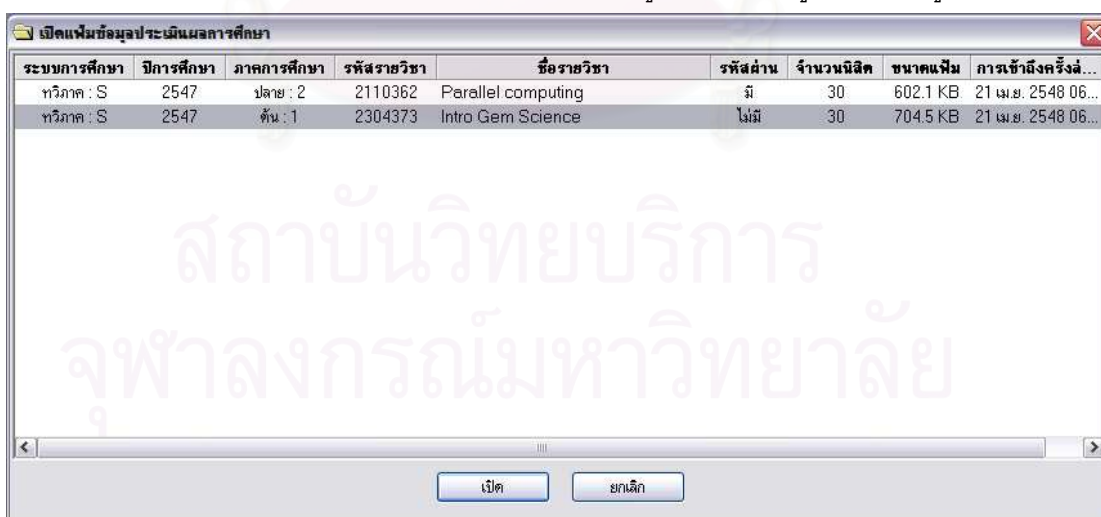 เปิดแฟ้มข้อมูลประเมินผลการศึกษา
ระบบการศึกษา ปีการศึกษา ภาคการศึกษา รหัสรายวิชา ชื่อรายวิชา รหัสผ่าน จำนวนนิสิต ขนาดแฟ้ม การเข้าถึงครั้งล่...
ทวิภาค : S 2547 ปลาย : 2 2110362 Parallel computing มี 30 602.1 KB 21 เม.ย. 2548 06...
ทวิภาค : S 2547 ต้น : 1 2304373 Intro Gem Science ไม่มี 30 704.5 KB 21 เม.ย. 2548 06...
สถาบันวิทยบริการ
จุฬาลงกรณ์มหาวิทยาลัย
เปิด ยกเลิก